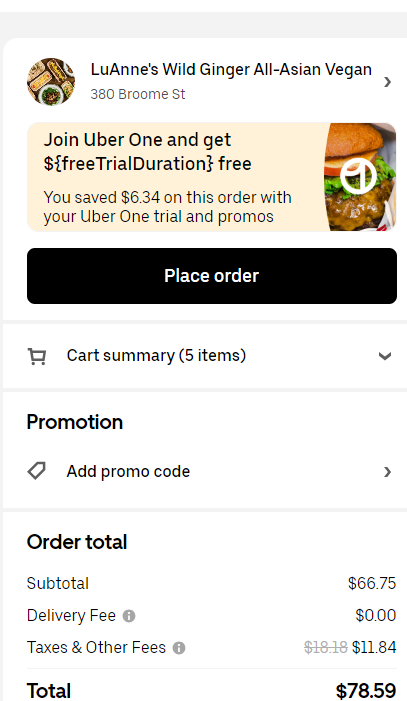 LuAnne's Wild Ginger All-Asian Vegan
380 Broome St
Join Uber One and get
${freeTrialDuration} free
You saved $6.34 on this order with
your Uber One trial and promos
Place order
Cart summary (5 items)
Promotion
Add promo code
Order total
Subtotal $66.75
Delivery Fee $0.00
Taxes & Other Fees $18.18 $11.84
Total $78.59